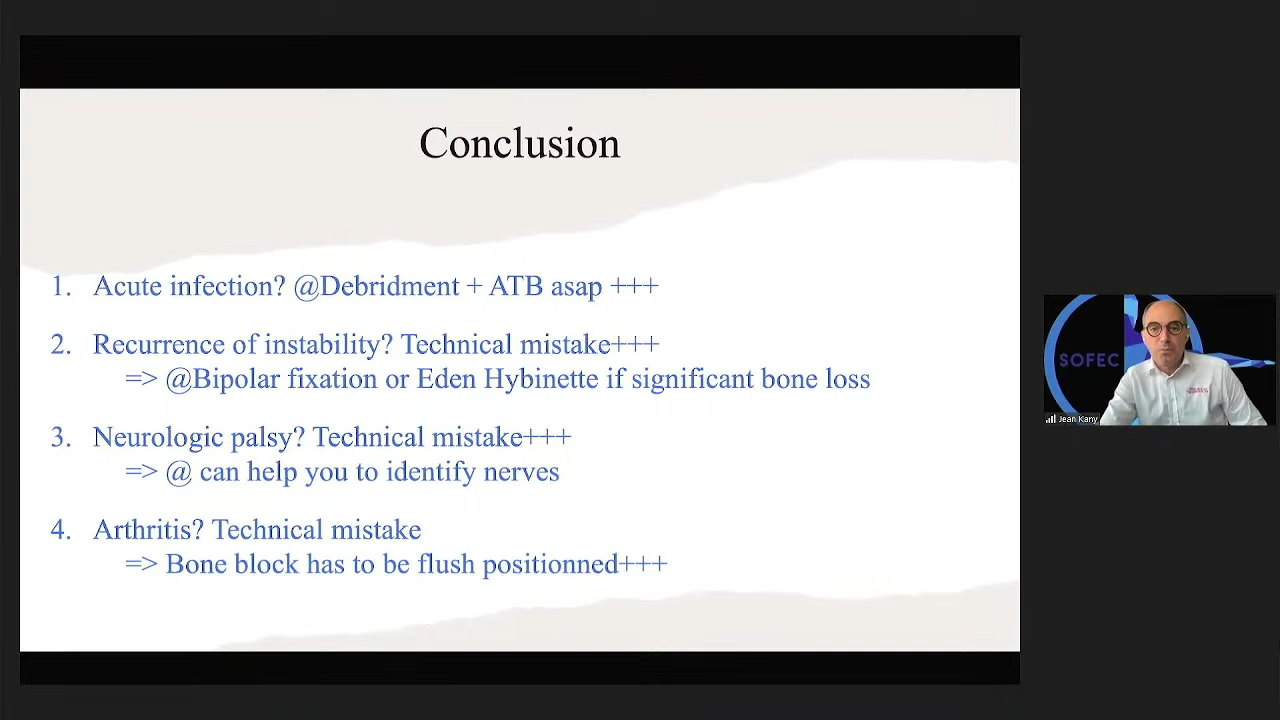 Conclusion
1. Acute infection? @Debridment + ATB asap +++
2. Recurrence of instability? Technical mistake+++
=> @Bipolar fixation or Eden Hybinette if significant bone loss
3. Neurologic palsy? Technical mistake+++
=> @ can help you to identify nerves
4. Arthritis? Technical mistake
=> Bone block has to be flush positionned+++
SOFEC
Jean Kany